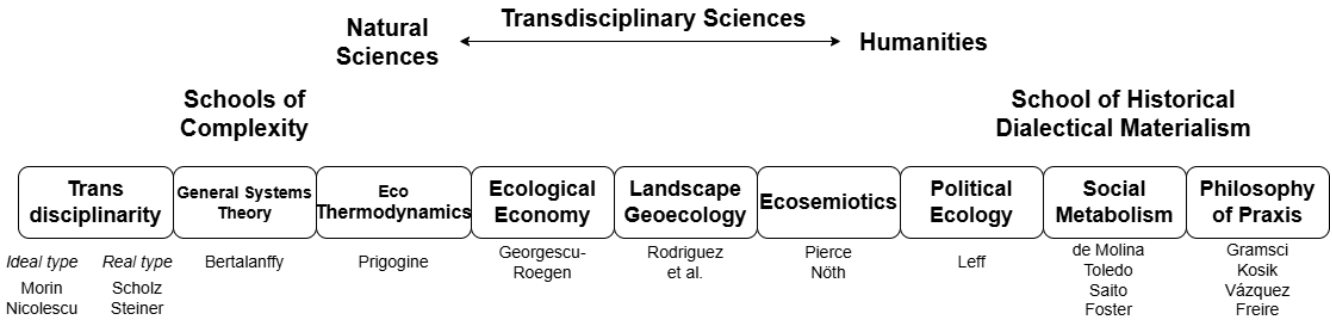 Transdisciplinary Sciences
Natural
Sciences
Humanities
Schools of
Complexity
School of Historical
Dialectical Materialism
Trans
disciplinarity
General Systems
Theory
Eco
Thermodynamics
Ecological
Economy
Landscape
Geoecology
Ecosemiotics
Political
Ecology
Social
Metabolism
Philosophy
of Praxis
Ideal type
Morin
Nicolescu
Real type
Scholz
Steiner
Bertalanffy
Prigogine
Georgescu-
Roegen
Rodriguez
et al.
Pierce
Nöth
Leff
de Molina
Toledo
Saito
Foster
Gramsci
Kosik
Vázquez
Freire